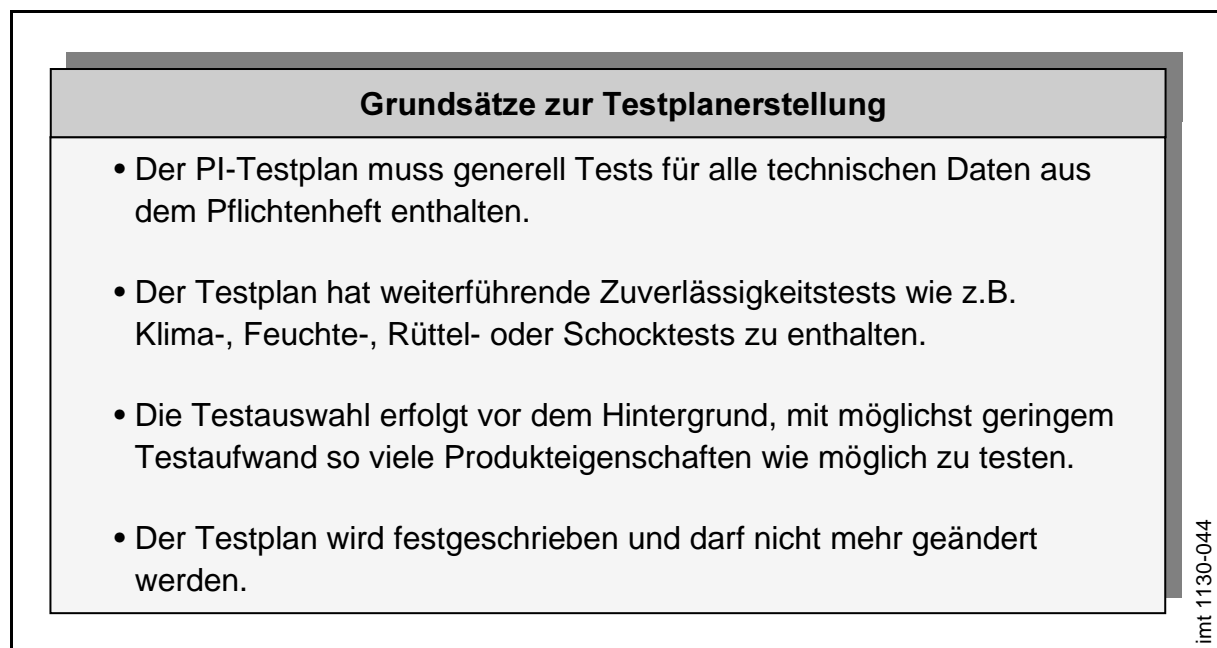 Grundsätze zur Testplanerstellung
• Der PI-Testplan muss generell Tests für alle technischen Daten aus
dem Pflichtenheft enthalten.
• Der Testplan hat weiterführende Zuverlässigkeitstests wie z.B.
Klima-, Feuchte-, Rüttel- oder Schocktests zu enthalten.
• Die Testauswahl erfolgt vor dem Hintergrund, mit möglichst geringem
Testaufwand so viele Produkteigenschaften wie möglich zu testen.
• Der Testplan wird festgeschrieben und darf nicht mehr geändert
werden.
imt 1130-044